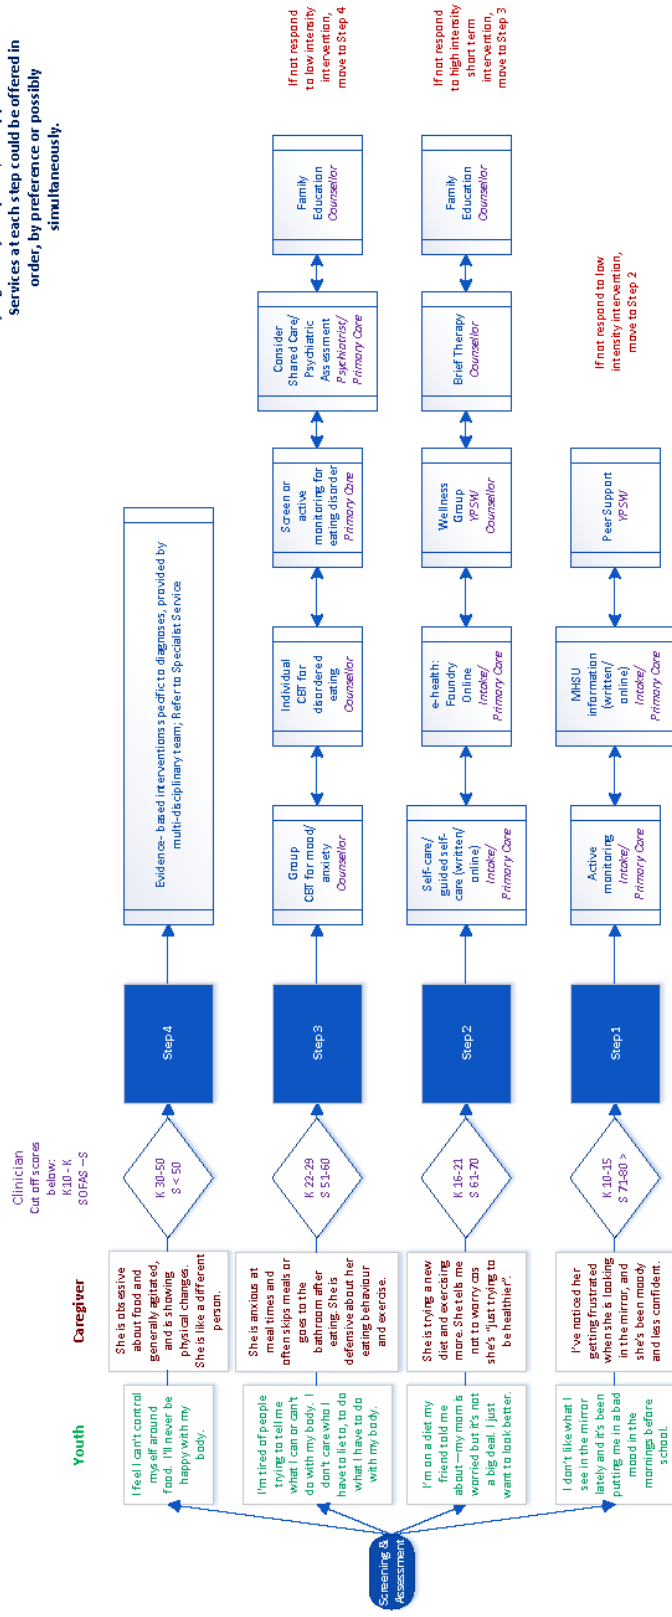 Services at each step could be offered in
order, by preference or possibly
simultaneously.
Youth
Caregiver
Clinician
Cut off scores
below:
K10 - K
SOFAS – S
Screening &
Assessment
I feel I can't control
myself around
food. I'll never be
happy with my
body.
She is obsessive
about food and
generally agitated,
and is showing
physical changes.
She is like a different
person.
K 30-50
S < 50
Step 4
Evidence- based interventions specific to diagnoses, provided by
multi-disciplinary team; Refer to Specialist Service
I'm tired of people
trying to tell me
what I can or can't
do with my body. I
don't care who I
have to lie to, to do
what I have to do
with my body.
She is anxious at
meal times and
often skips meals or
goes to the
bathroom after
eating. She is
defensive about her
eating behaviour
and exercise.
K 22-29
S 51-60
Step 3
Group
CBT for mood/
anxiety
Counsellor
Individual
CBT for
disordered
eating
Counsellor
Screen or
active
monitoring for
eating disorder
Primary Care
Consider
Shared Care/
Psychiatric
Assessment
Psychiatrist/
Primary Care
Family
Education
Counsellor
If not respond
to low intensity
intervention,
move to Step 4
I'm on a diet my
friend told me
about—my mom is
worried but it's not
a big deal. I just
want to look better.
She is trying a new
diet and exercising
more. She tells me
not to worry cos
she's "just trying to
be healthier".
K 16-21
S 61-70
Step 2
Self-care/
guided self-
care (written/
online)
Intake/
Primary Care
e-health:
Foundry
Online
Intake/
Primary Care
Wellness
Group
YPSW/
Counsellor
Brief Therapy
Counsellor
Family
Education
Counsellor
If not respond
to high intensity
short term
intervention,
move to Step 3
I don't like what I
see in the mirror
lately and it's been
putting me in a bad
mood in the
mornings before
school.
I've noticed her
getting frustrated
when she is looking
in the mirror, and
she's been moody
and less confident.
K 10-15
S 71-80 >
Step 1
Active
monitoring
Intake/
Primary Care
MHSU
information
(written/
online)
Intake/
Primary Care
Peer Support
YPSW
If not respond to low
intensity intervention,
move to Step 2